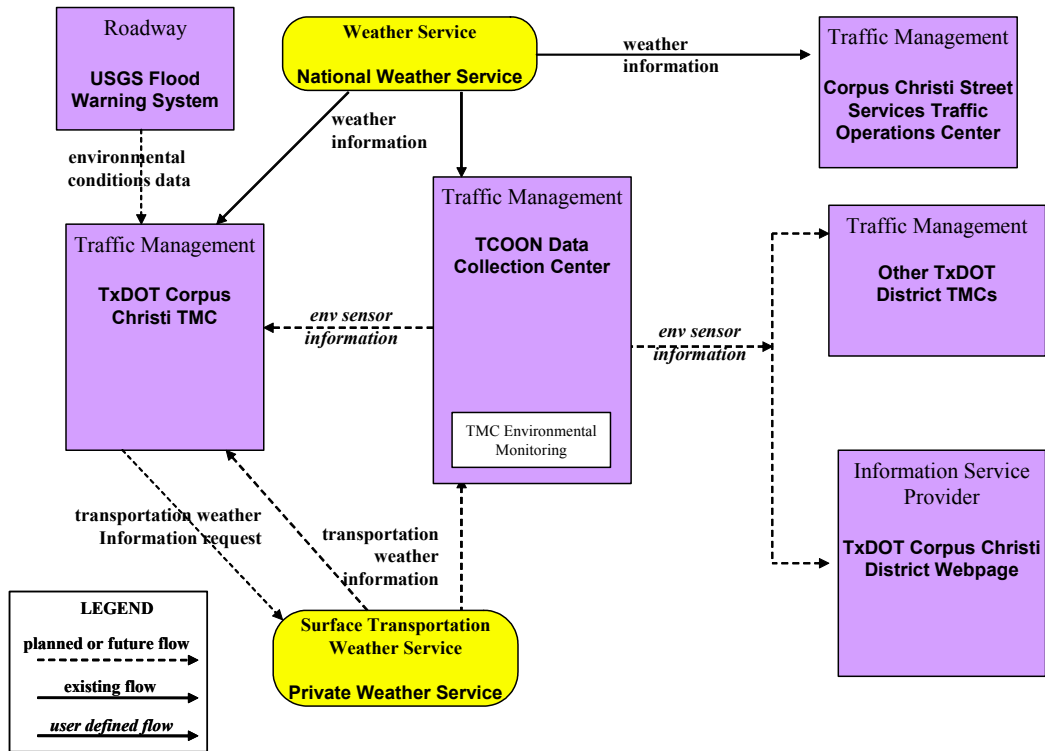 Roadway
USGS Flood
Warning System
Weather Service
National Weather Service
weather
information
Traffic Management
Corpus Christi Street
Services Traffic
Operations Center
weather
information
environmental
conditions data
Traffic Management
TxDOT Corpus
Christi TMC
Traffic Management
TCOON Data
Collection Center
TMC Environmental
Monitoring
env sensor
information
env sensor
information
Traffic Management
Other TxDOT
District TMCs
Information Service
Provider
TxDOT Corpus Christi
District Webpage
transportation weather
Information request
transportation
weather
information
Surface Transportation
Weather Service
Private Weather Service
LEGEND
planned or future flow
existing flow
user defined flow